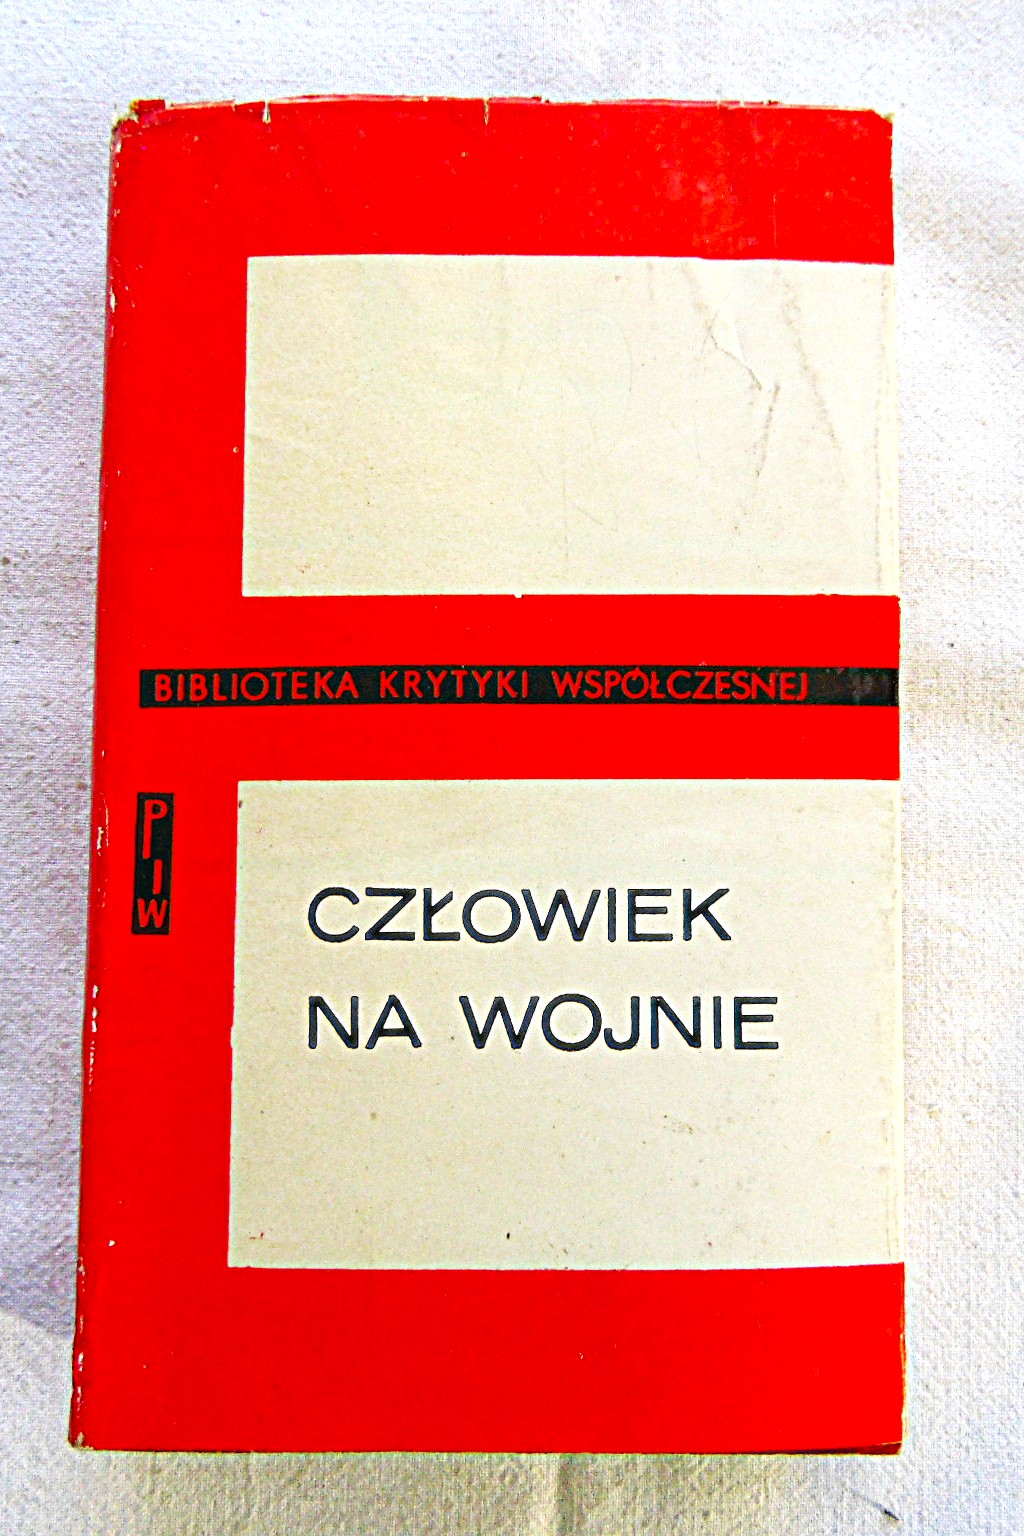 BIBLIOTEKA KRYTYKI WSPÓŁCZESNEJ
PIW
CZŁOWIEK
NA WOJNIE